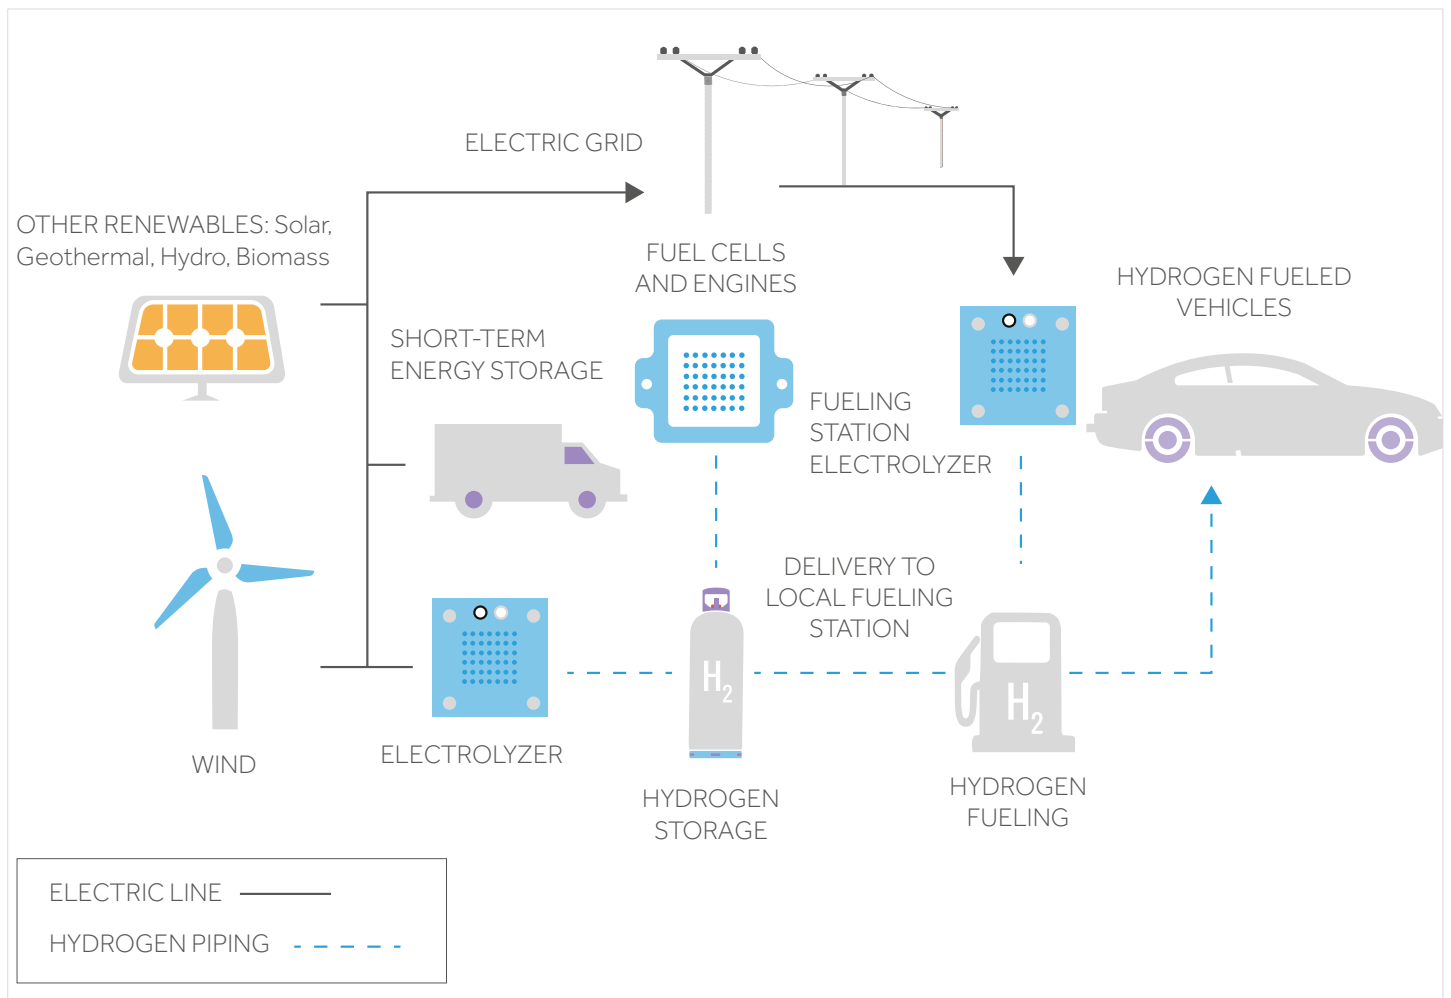 ELECTRIC GRID
OTHER RENEWABLES: Solar,
Geothermal, Hydro, Biomass
FUEL CELLS
AND ENGINES
HYDROGEN FUELED
VEHICLES
SHORT-TERM
ENERGY STORAGE
FUELING
STATION
ELECTROLYZER
DELIVERY TO
LOCAL FUELING
STATION
H2
H2
WIND
ELECTROLYZER
HYDROGEN
STORAGE
HYDROGEN
FUELING
ELECTRIC LINE
HYDROGEN PIPING